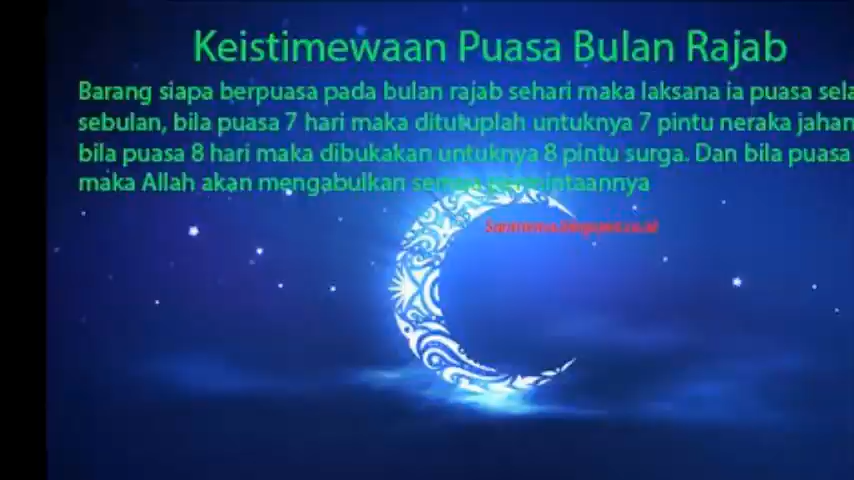 Keistimewaan Puasa Bulan Rajab
Barang siapa berpuasa pada bulan rajab sehari maka laksana ia puasa sela
sebulan, bila puasa 7 hari maka ditutuplah untuknya 7 pintu neraka jahan
bila puasa 8 hari maka dibukakan untuknya 8 pintu surga. Dan bila puasa
maka Allah akan mengabulkan semua permintaannya